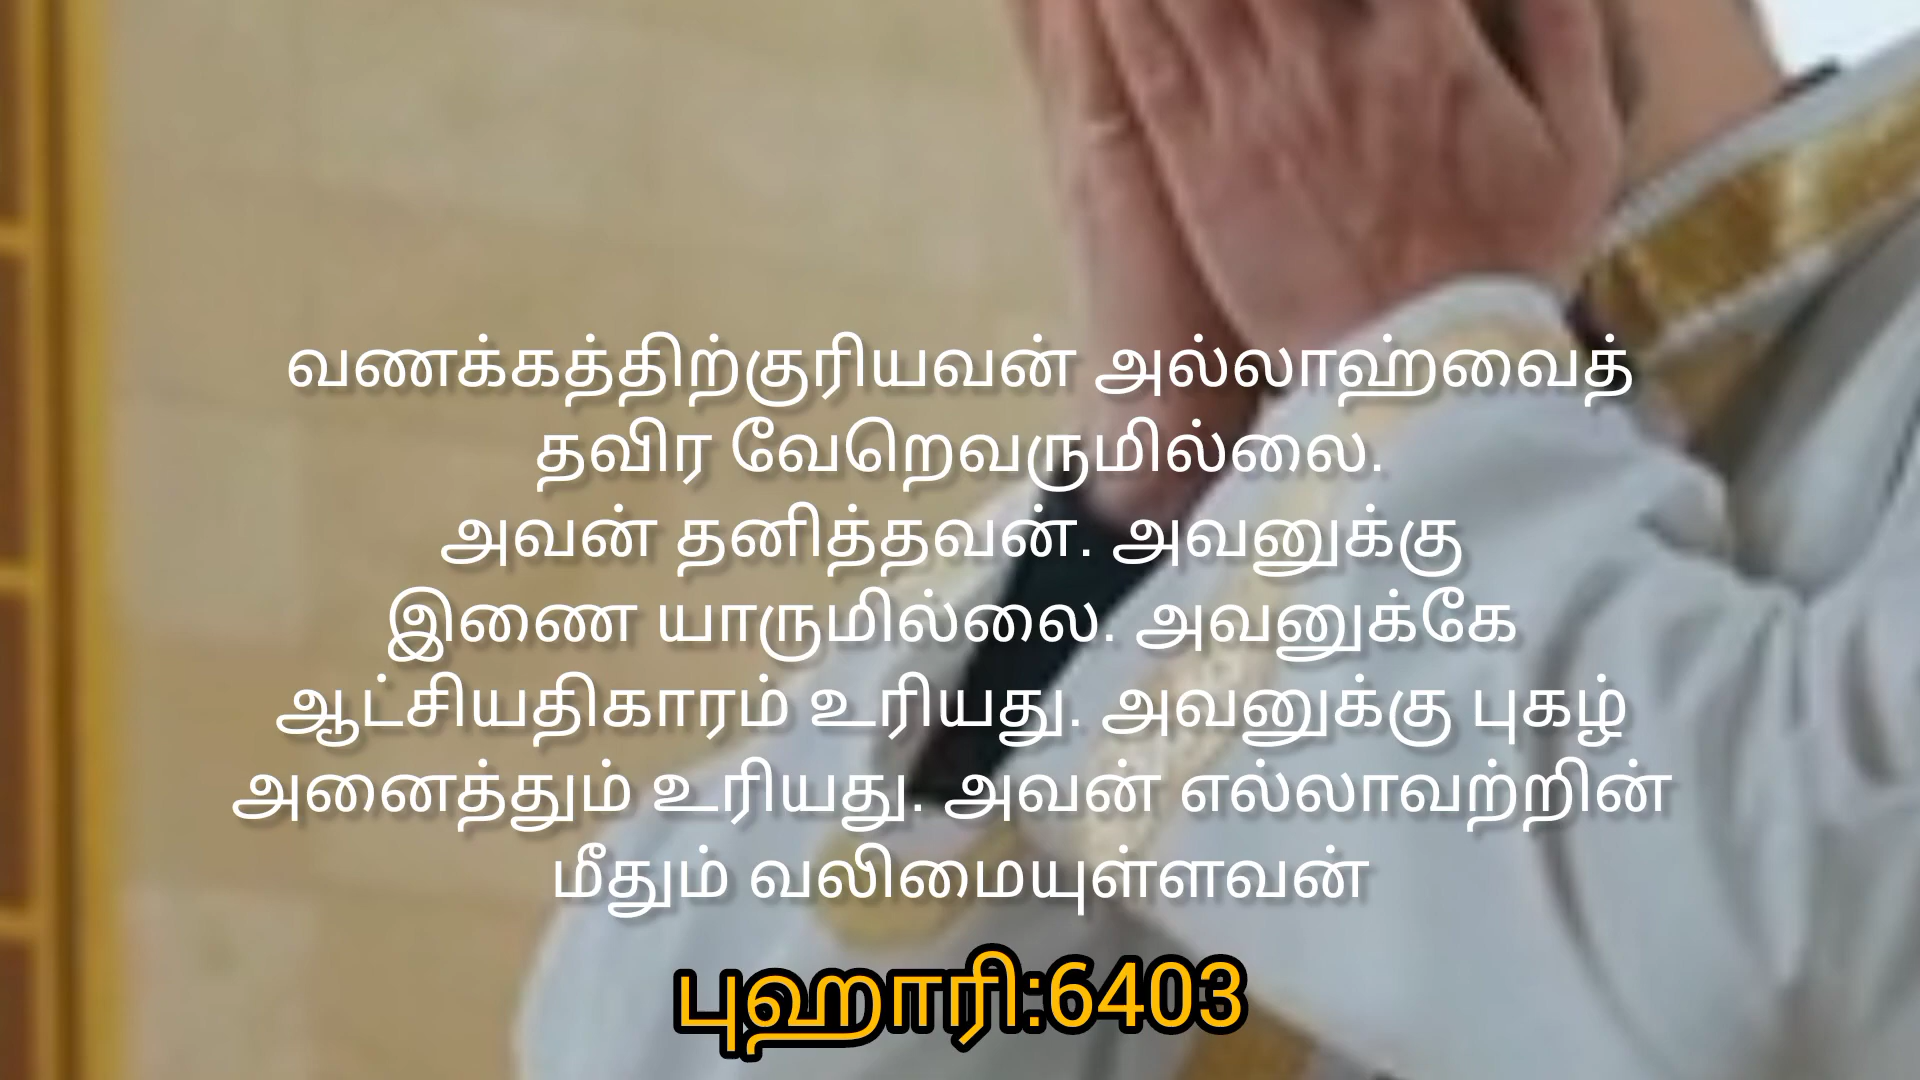 வணக்கத்திற்குரியவன் அல்லாஹ்வைத்
தவிர வேறெவருமில்லை.
அவன் தனித்தவன். அவனுக்கு
இணை யாருமில்லை. அவனுக்கே
ஆட்சியதிகாரம் உரியது. அவனுக்கு புகழ்
அனைத்தும் உரியது. அவன் எல்லாவற்றின்
மீதும் வலிமையுள்ளவன்
புஹாரி:6403